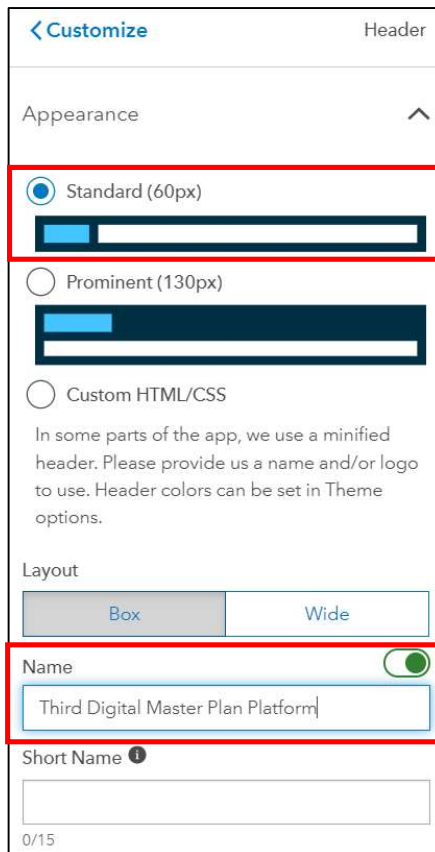 Customize
Header
Appearance
Standard (60px)
Prominent (130px)
Custom HTML/CSS
In some parts of the app, we use a minified
header. Please provide us a name and/or logo
to use. Header colors can be set in Theme
options.
Layout
Box
Wide
Name
Third Digital Master Plan Platform
Short Name
0/15